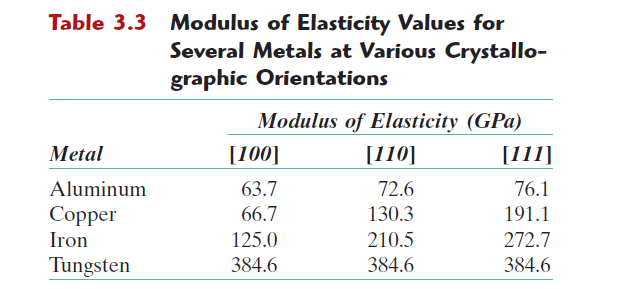 Table 3.3 Modulus of Elasticity Values for
Several Metals at Various Crystallo-
graphic Orientations
Modulus of Elasticity (GPa)
Metal [100] [110] [111]
Aluminum 63.7 72.6 76.1
Copper 66.7 130.3 191.1
Iron 125.0 210.5 272.7
Tungsten 384.6 384.6 384.6